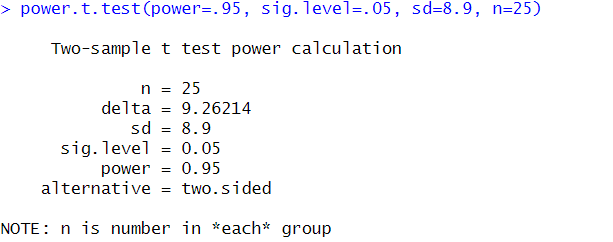 > power.t.test(power=.95, sig.level=.05, sd=8.9, n=25)
Two-sample t test power calculation
n = 25
delta = 9.26214
sd = 8.9
sig.level = 0.05
power = 0.95
alternative = two.sided
NOTE: n is number in *each* group